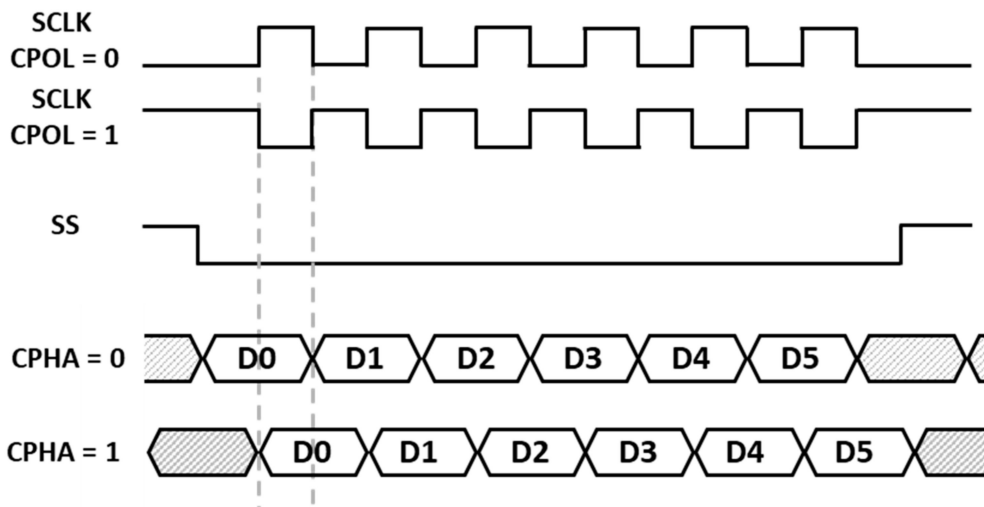 SCLK
CPOL = 0
SCLK
CPOL = 1
SS
CPHA = 0 D0 D1 D2 D3 D4 D5
CPHA = 1 D0 D1 D2 D3 D4 D5